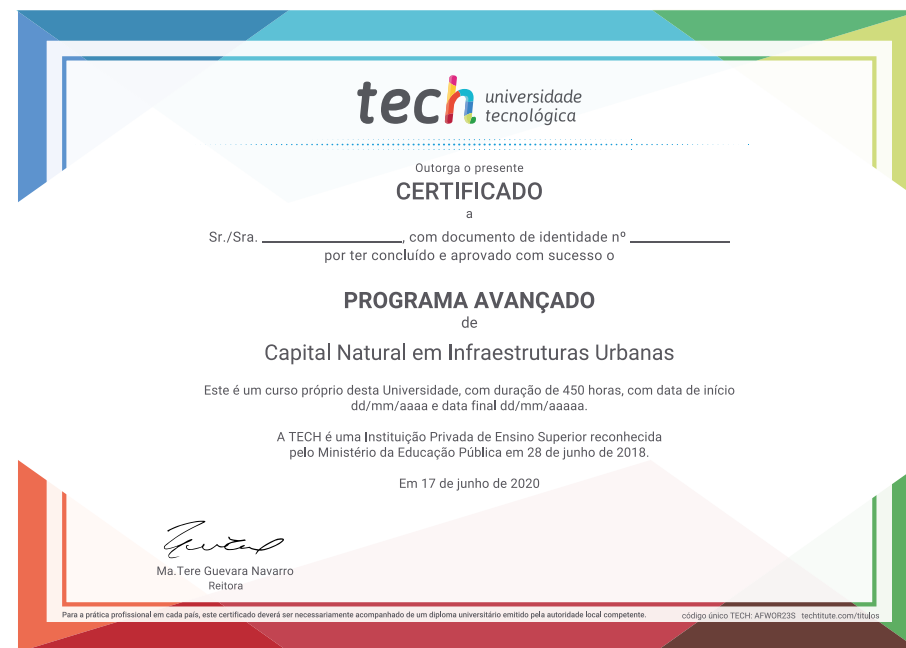 tech universidade
tecnológica
Outorga o presente
CERTIFICADO
a
Sr./Sra. ____________, com documento de identidade nº ____________
por ter concluído e aprovado com sucesso o
PROGRAMA AVANÇADO
de
Capital Natural em Infraestruturas Urbanas
Este é um curso próprio desta Universidade, com duração de 450 horas, com data de início
dd/mm/aaaa e data final dd/mm/aaaaa.
A TECH é uma Instituição Privada de Ensino Superior reconhecida
pelo Ministério da Educação Pública em 28 de junho de 2018.
Em 17 de junho de 2020
Ma.Tere Guevara Navarro
Reitora
Para a prática profissional em cada país, este certificado deverá ser necessariamente acompanhado de um diploma universitário emitido pela autoridade local competente. código único TECH: AFWOR23S techtitute.com/titulos